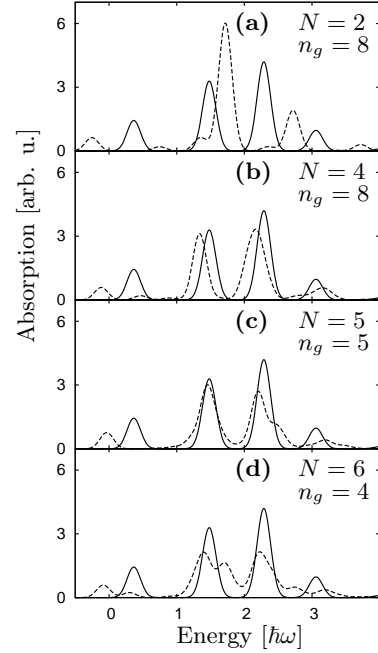 (a) N = 2
n_g = 8
6
3
0
(b) N = 4
n_g = 8
6
3
0
(c) N = 5
n_g = 5
6
3
0
(d) N = 6
n_g = 4
6
3
0
0 1 2 3
Energy [ℏω]
Absorption [arb. u.]